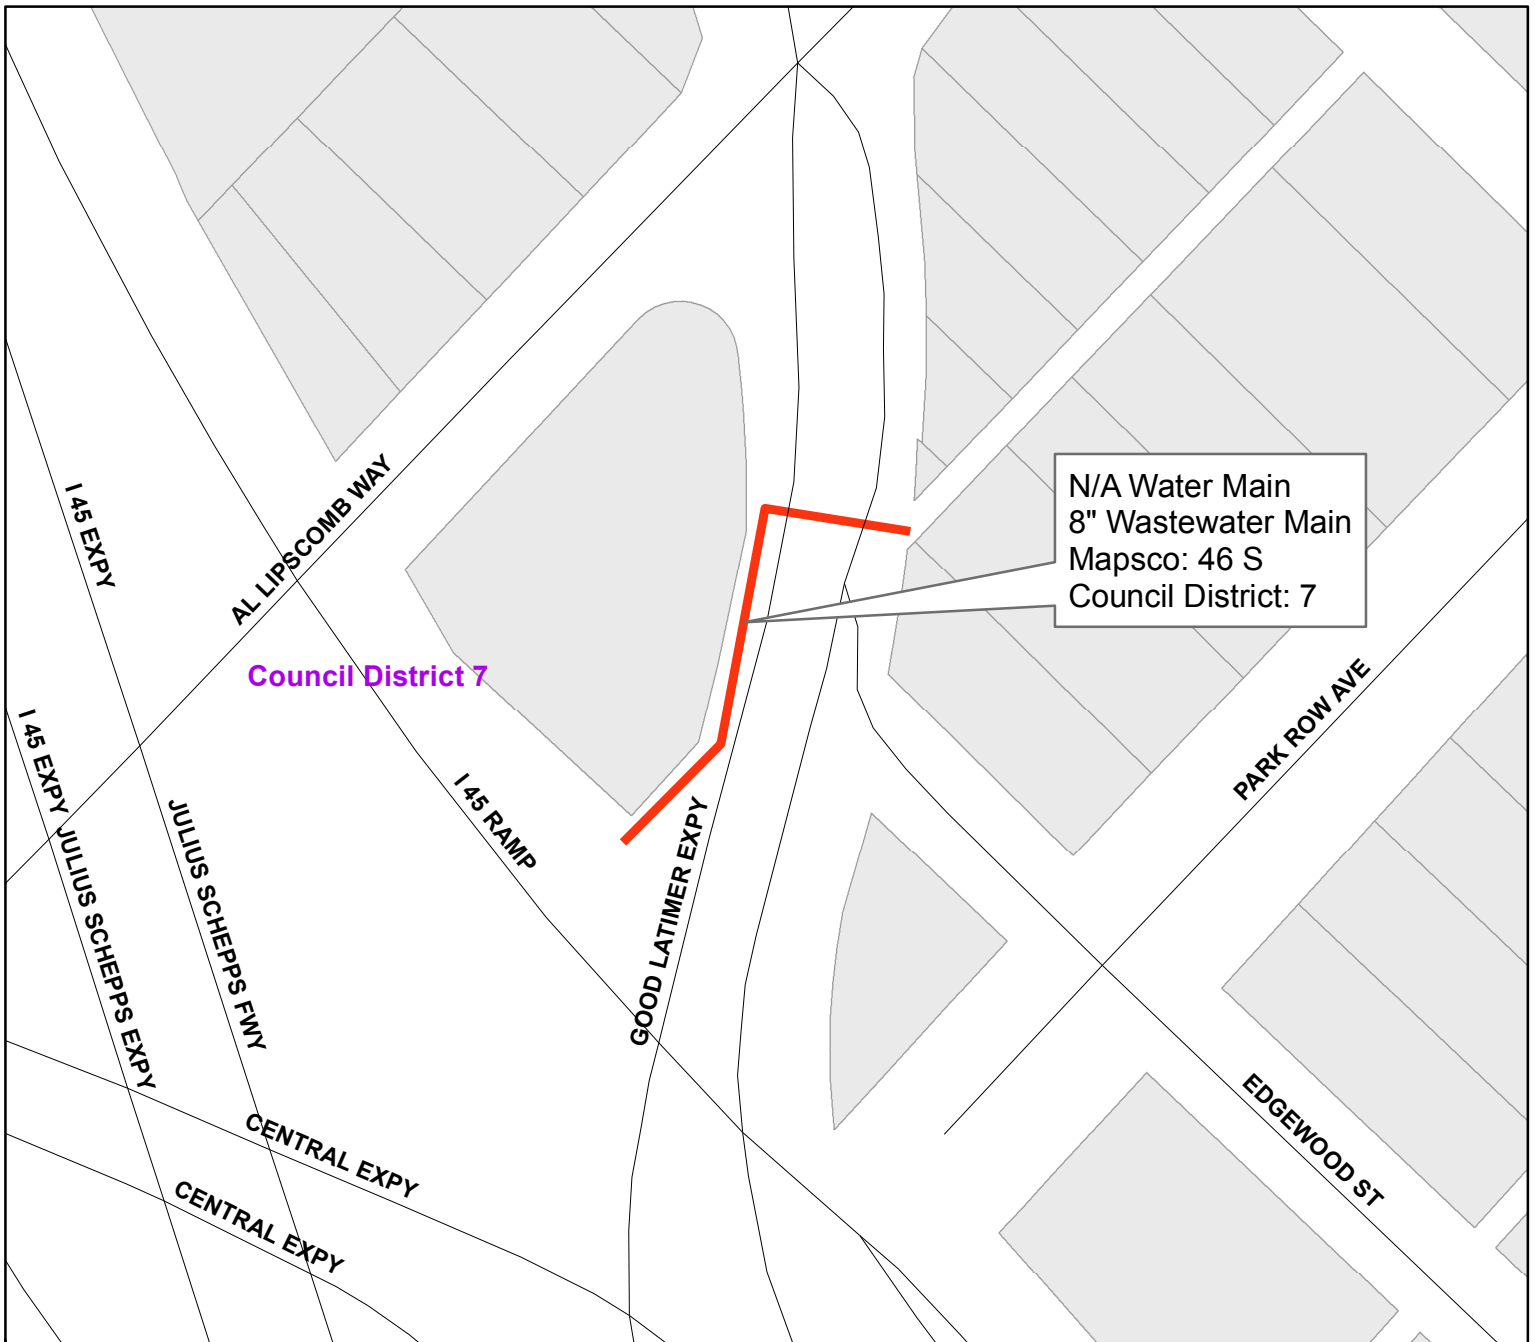 N/A Water Main
8" Wastewater Main
Mapsco: 46 S
Council District: 7
I 45 EXPY
AL LIPSCOMB WAY
Council District 7
PARK ROW AVE
I 45 EXPY
JULIUS SCHEPPS EXPY
JULIUS SCHEPPS FWY
I 45 RAMP
GOOD LATIMER EXPY
EDGEWOOD ST
CENTRAL EXPY
CENTRAL EXPY